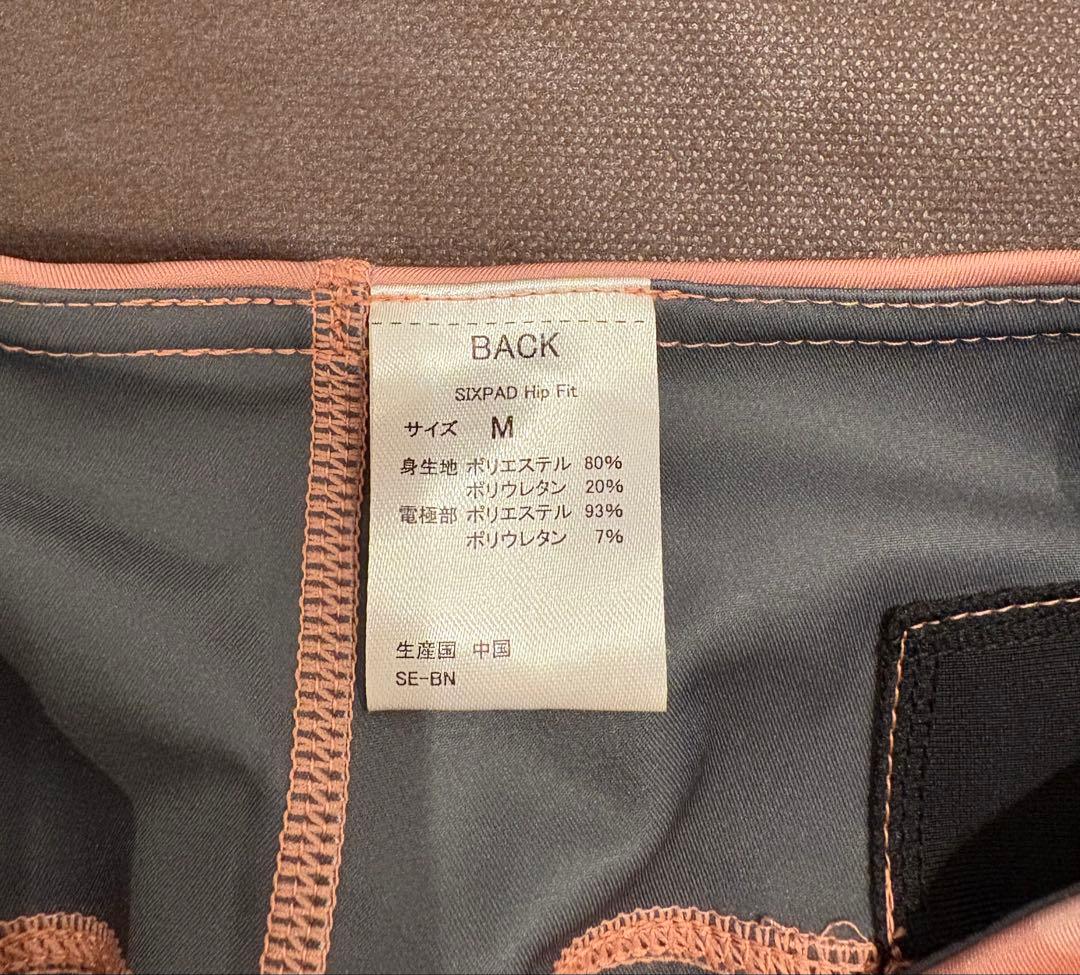 BACK
SIXPAD Hip Fit
サイズ M
身生地 ポリエステル 80%
ポリウレタン 20%
電極部 ポリエステル 93%
ポリウレタン 7%
生産国 中国
SE-BN